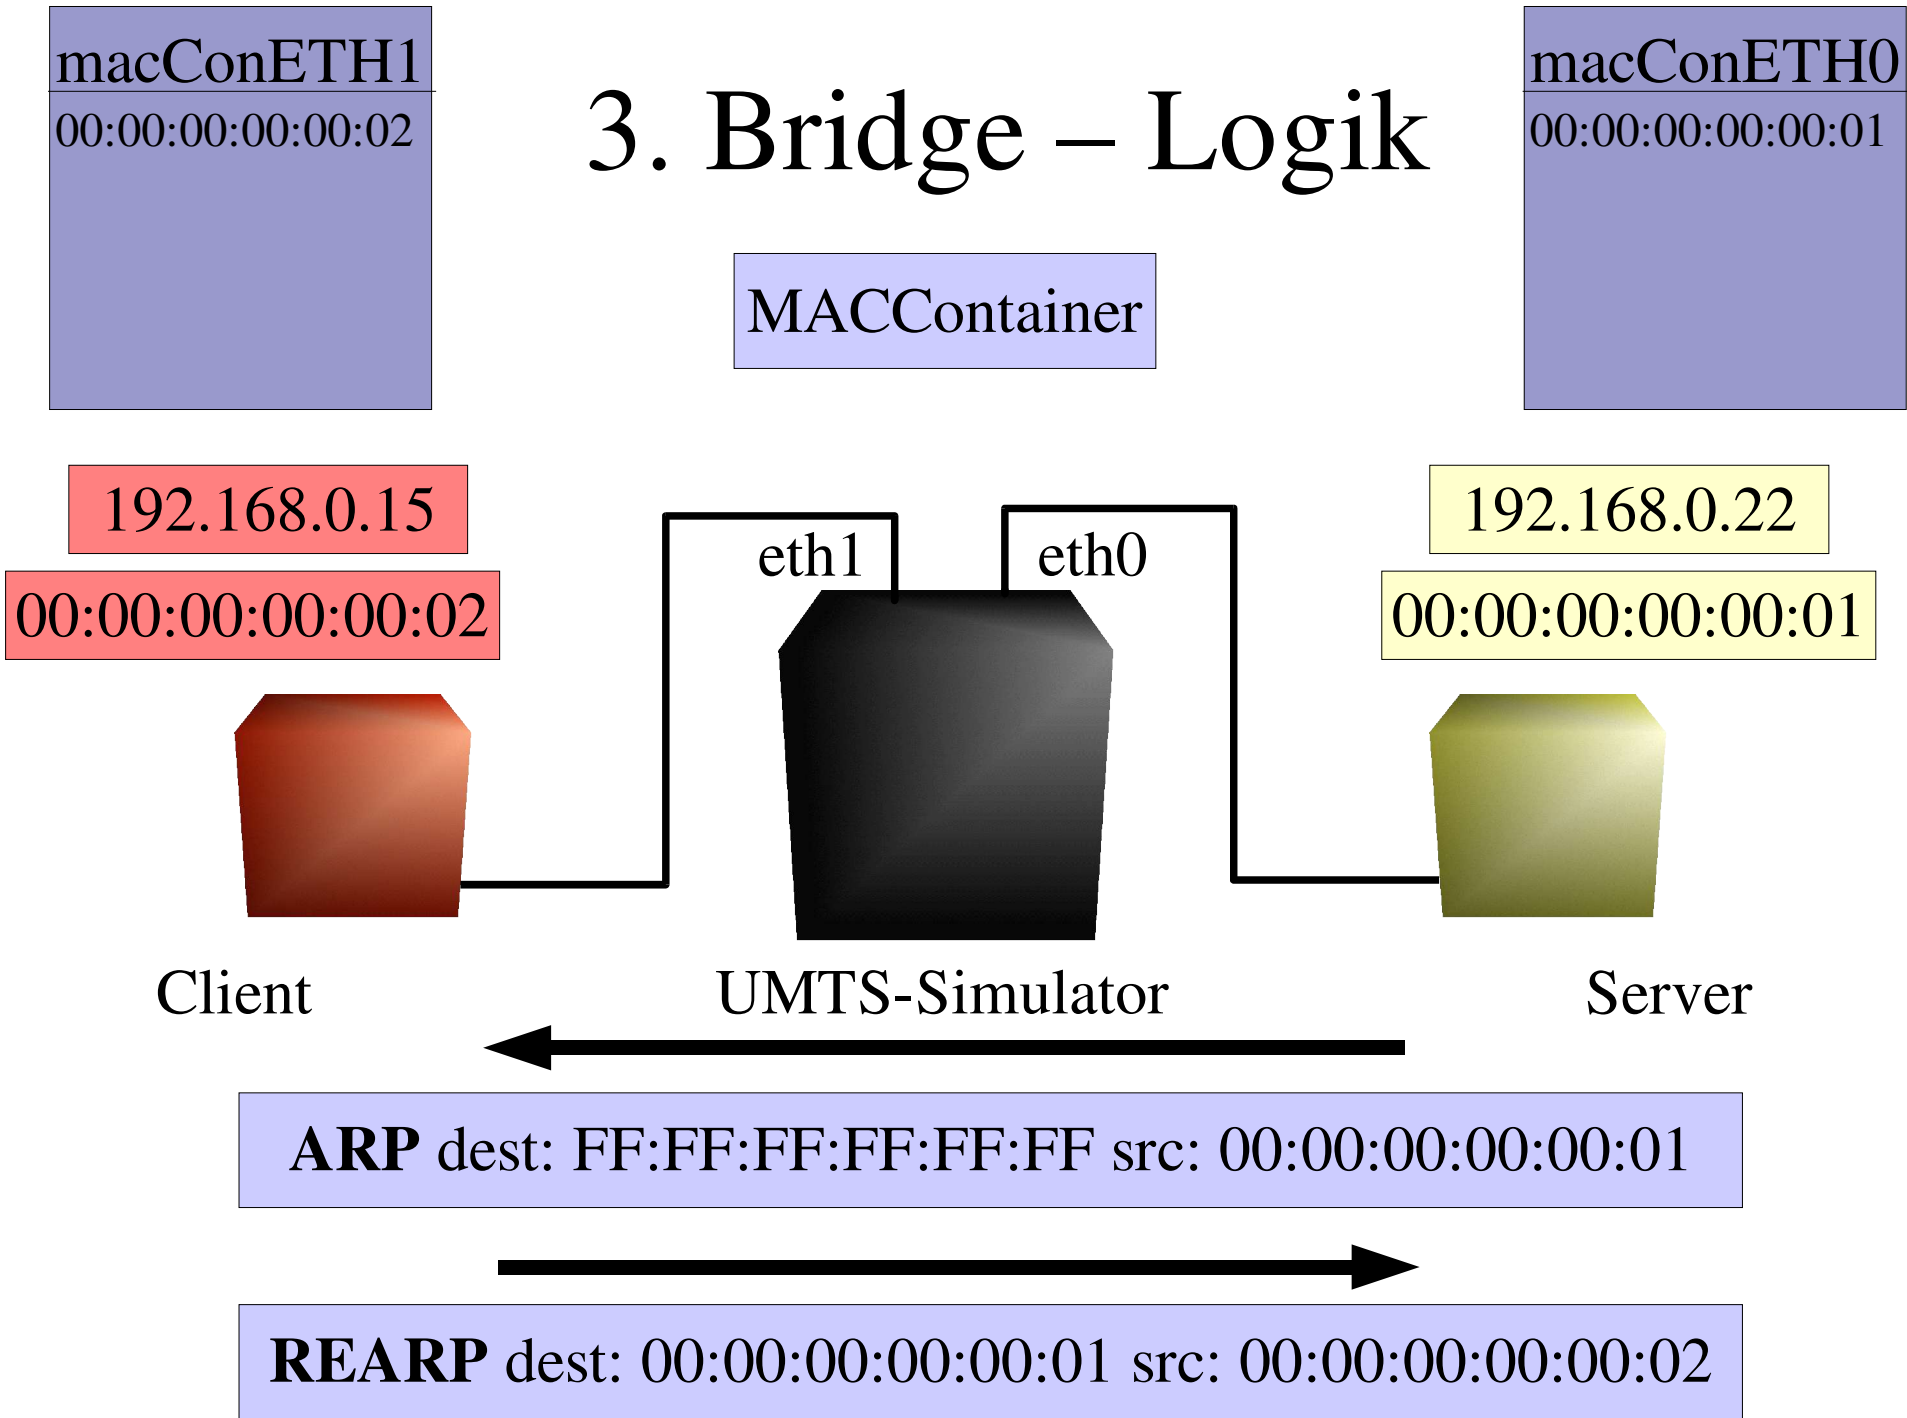 macConETH1
00:00:00:00:00:02
3. Bridge – Logik
macConETH0
00:00:00:00:00:01
MACContainer
192.168.0.15
00:00:00:00:00:02
eth1
eth0
192.168.0.22
00:00:00:00:00:01
Client
UMTS-Simulator
Server
ARP dest: FF:FF:FF:FF:FF:FF src: 00:00:00:00:00:01
REARP dest: 00:00:00:00:00:01 src: 00:00:00:00:00:02